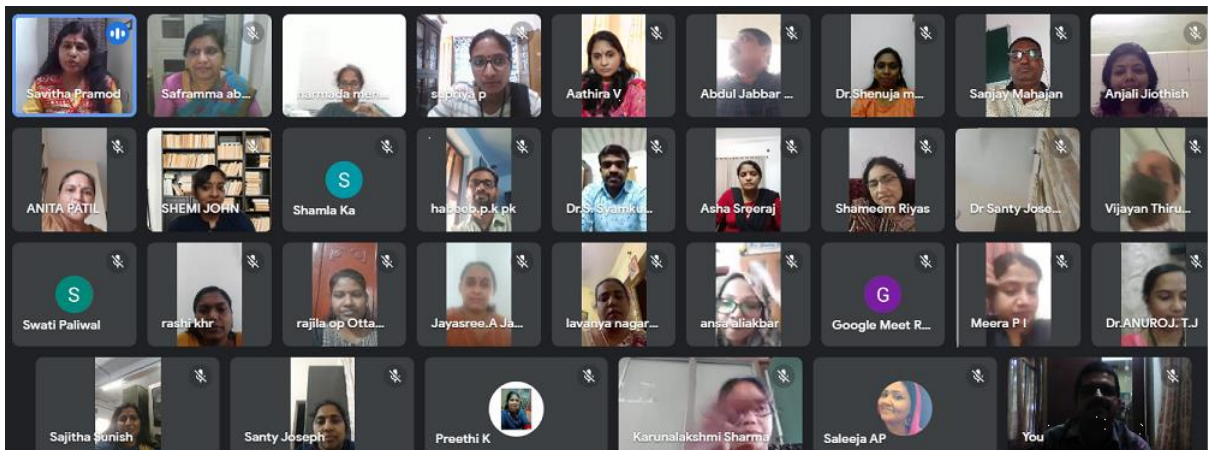 Savitha Pramod
Saframma ab...
narmada men...
supriya p
Aathira V
Abdul Jabbar ...
Dr.Shenuja m...
Sanjay Mahajan
Anjali Jiothish
ANITA PATIL
SHEMI JOHN
S
Shamla Ka
habeeb.p.k pk
Dr.S. Syamku...
Asha Sreeraj
Shameem Riyas
Dr Santy Jose...
Vijayan Thiru...
S
Swati Paliwal
rashi khr
rajila op Otta...
Jayasree.A Ja...
lavanya nagar...
ansa aliakbar
G
Google Meet R...
Meera P I
Dr.ANUROJ. T.J
Sajitha Sunish
Santy Joseph
Preethi K
Karunalakshmi Sharma
Saleeja AP
You